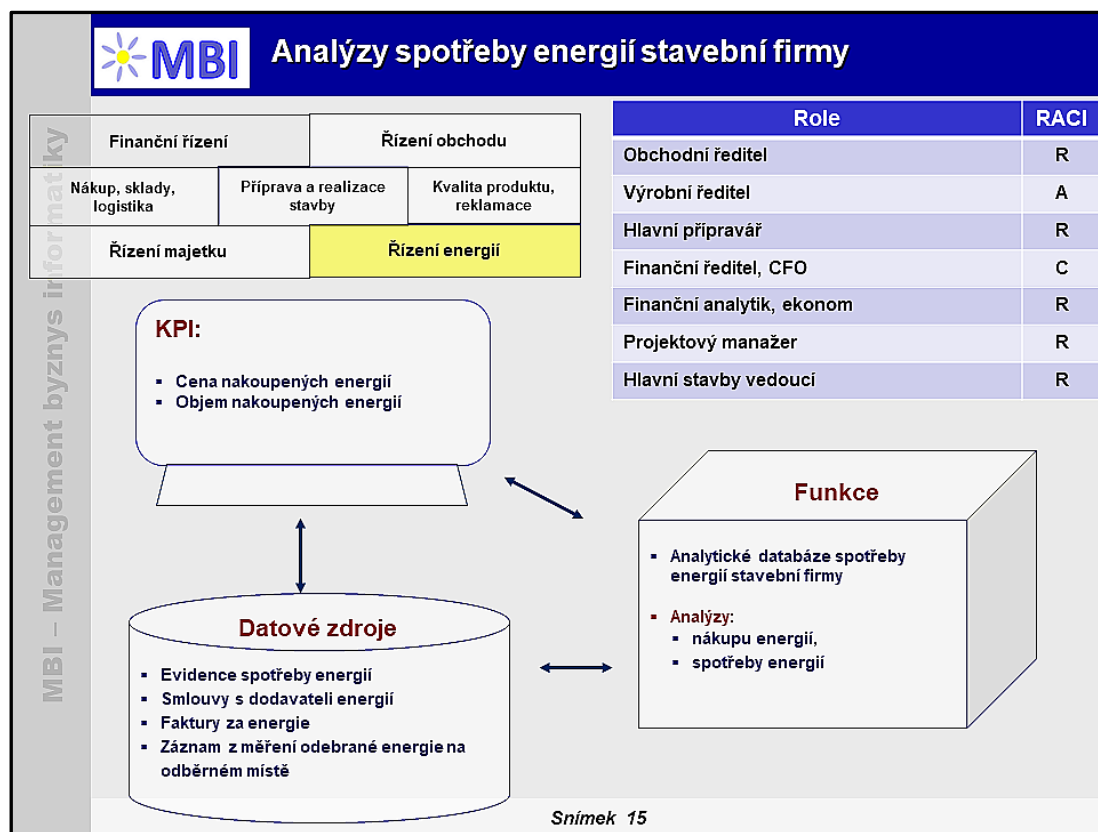 MBI
Analýzy spotřeby energií stavební firmy
MBI – Management byznys informatiky
Finanční řízení
Řízení obchodu
Nákup, sklady,
logistika
Příprava a realizace
stavby
Kvalita produktu,
reklamace
Řízení majetku
Řízení energií
Role RACI
Obchodní ředitel R
Výrobní ředitel A
Hlavní přípravář R
Finanční ředitel, CFO C
Finanční analytik, ekonom R
Projektový manažer R
Hlavní stavby vedoucí R
KPI:
▪ Cena nakoupených energií
▪ Objem nakoupených energií
Funkce
▪ Analytické databáze spotřeby
energií stavební firmy
▪ Analýzy:
▪ nákupu energií,
▪ spotřeby energií
Datové zdroje
▪ Evidence spotřeby energií
▪ Smlouvy s dodavateli energií
▪ Faktury za energie
▪ Záznam z měření odebrané energie na
odběrném místě
Snímek 15